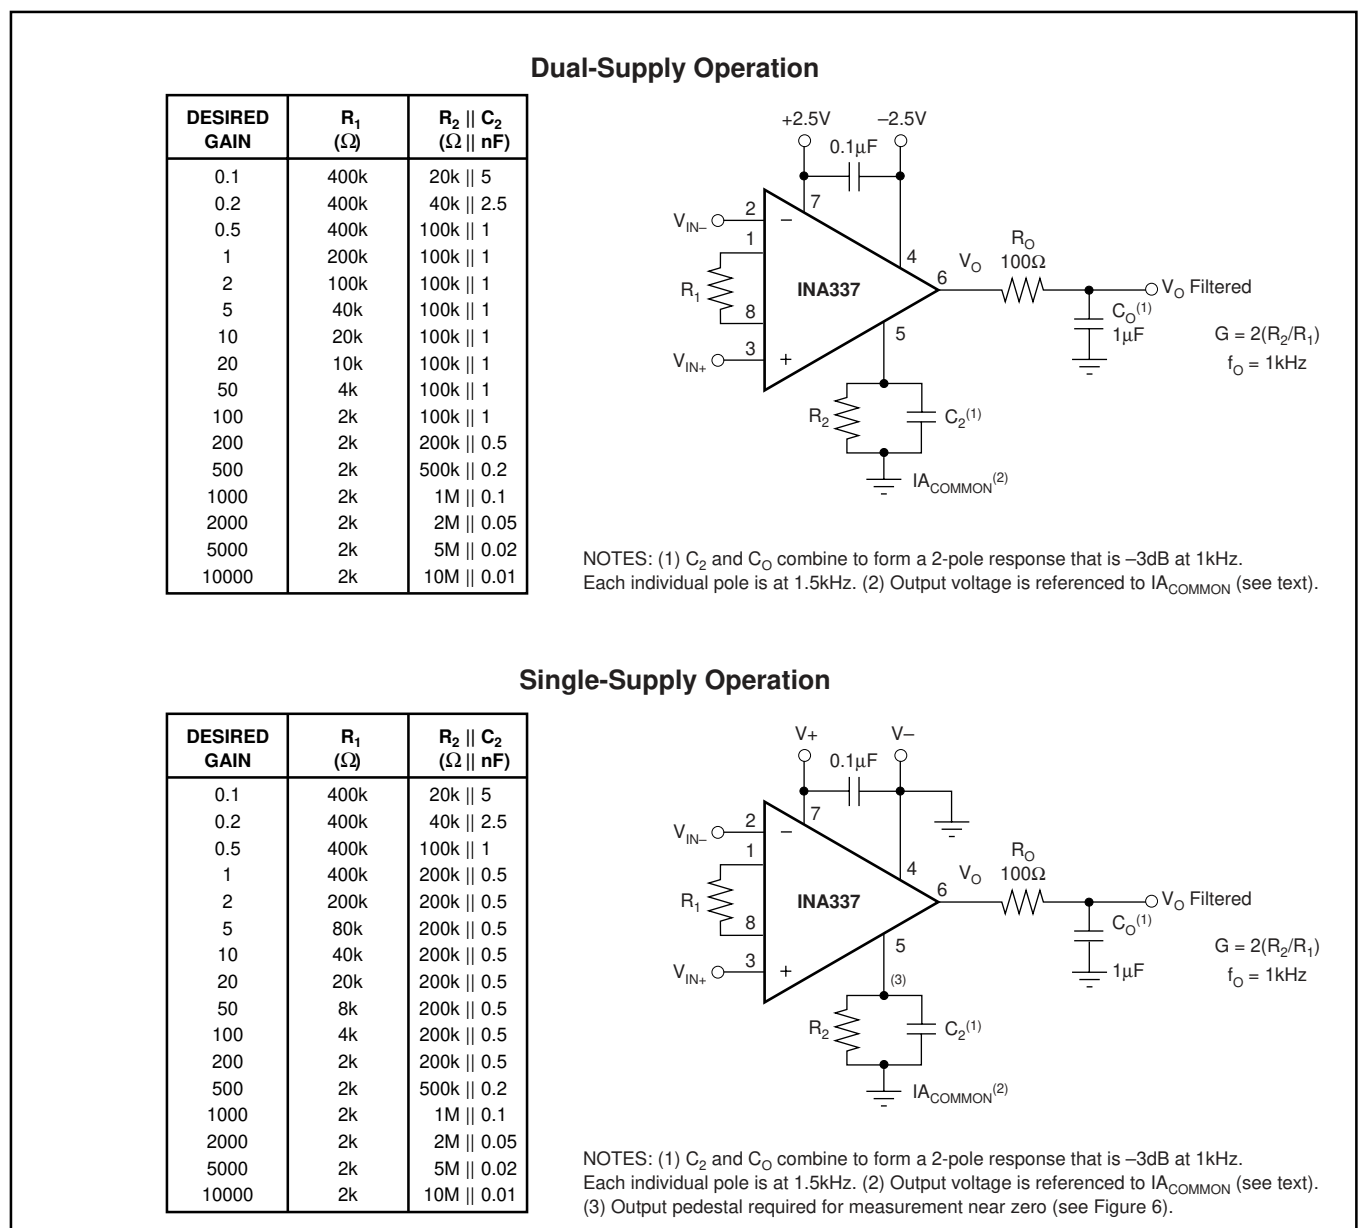 Dual-Supply Operation
DESIRED GAIN R1 (Ω) R2 || C2 (Ω || nF)
0.1 400k 20k || 5
0.2 400k 40k || 2.5
0.5 400k 100k || 1
1 200k 100k || 1
2 100k 100k || 1
5 40k 100k || 1
10 20k 100k || 1
20 10k 100k || 1
50 4k 100k || 1
100 2k 100k || 1
200 2k 200k || 0.5
500 2k 500k || 0.2
1000 2k 1M || 0.1
2000 2k 2M || 0.05
5000 2k 5M || 0.02
10000 2k 10M || 0.01
+2.5V –2.5V
0.1µF
7
VIN– 2 –
1
R1
8
VIN+ 3 +
INA337
4
6
5
VO
RO
100Ω
VO Filtered
CO(1)
1µF
G = 2(R2/R1)
fO = 1kHz
R2
C2(1)
IACOMMON(2)
NOTES: (1) C2 and CO combine to form a 2-pole response that is –3dB at 1kHz.
Each individual pole is at 1.5kHz. (2) Output voltage is referenced to IACOMMON (see text).
Single-Supply Operation
DESIRED GAIN R1 (Ω) R2 || C2 (Ω || nF)
0.1 400k 20k || 5
0.2 400k 40k || 2.5
0.5 400k 100k || 1
1 400k 200k || 0.5
2 200k 200k || 0.5
5 80k 200k || 0.5
10 40k 200k || 0.5
20 20k 200k || 0.5
50 8k 200k || 0.5
100 4k 200k || 0.5
200 2k 200k || 0.5
500 2k 500k || 0.2
1000 2k 1M || 0.1
2000 2k 2M || 0.05
5000 2k 5M || 0.02
10000 2k 10M || 0.01
V+ V–
0.1µF
7
VIN– 2 –
1
R1
8
VIN+ 3 +
INA337
4
6
5
(3)
VO
RO
100Ω
VO Filtered
CO(1)
1µF
G = 2(R2/R1)
fO = 1kHz
R2
C2(1)
IACOMMON(2)
NOTES: (1) C2 and CO combine to form a 2-pole response that is –3dB at 1kHz.
Each individual pole is at 1.5kHz. (2) Output voltage is referenced to IACOMMON (see text).
(3) Output pedestal required for measurement near zero (see Figure 6).